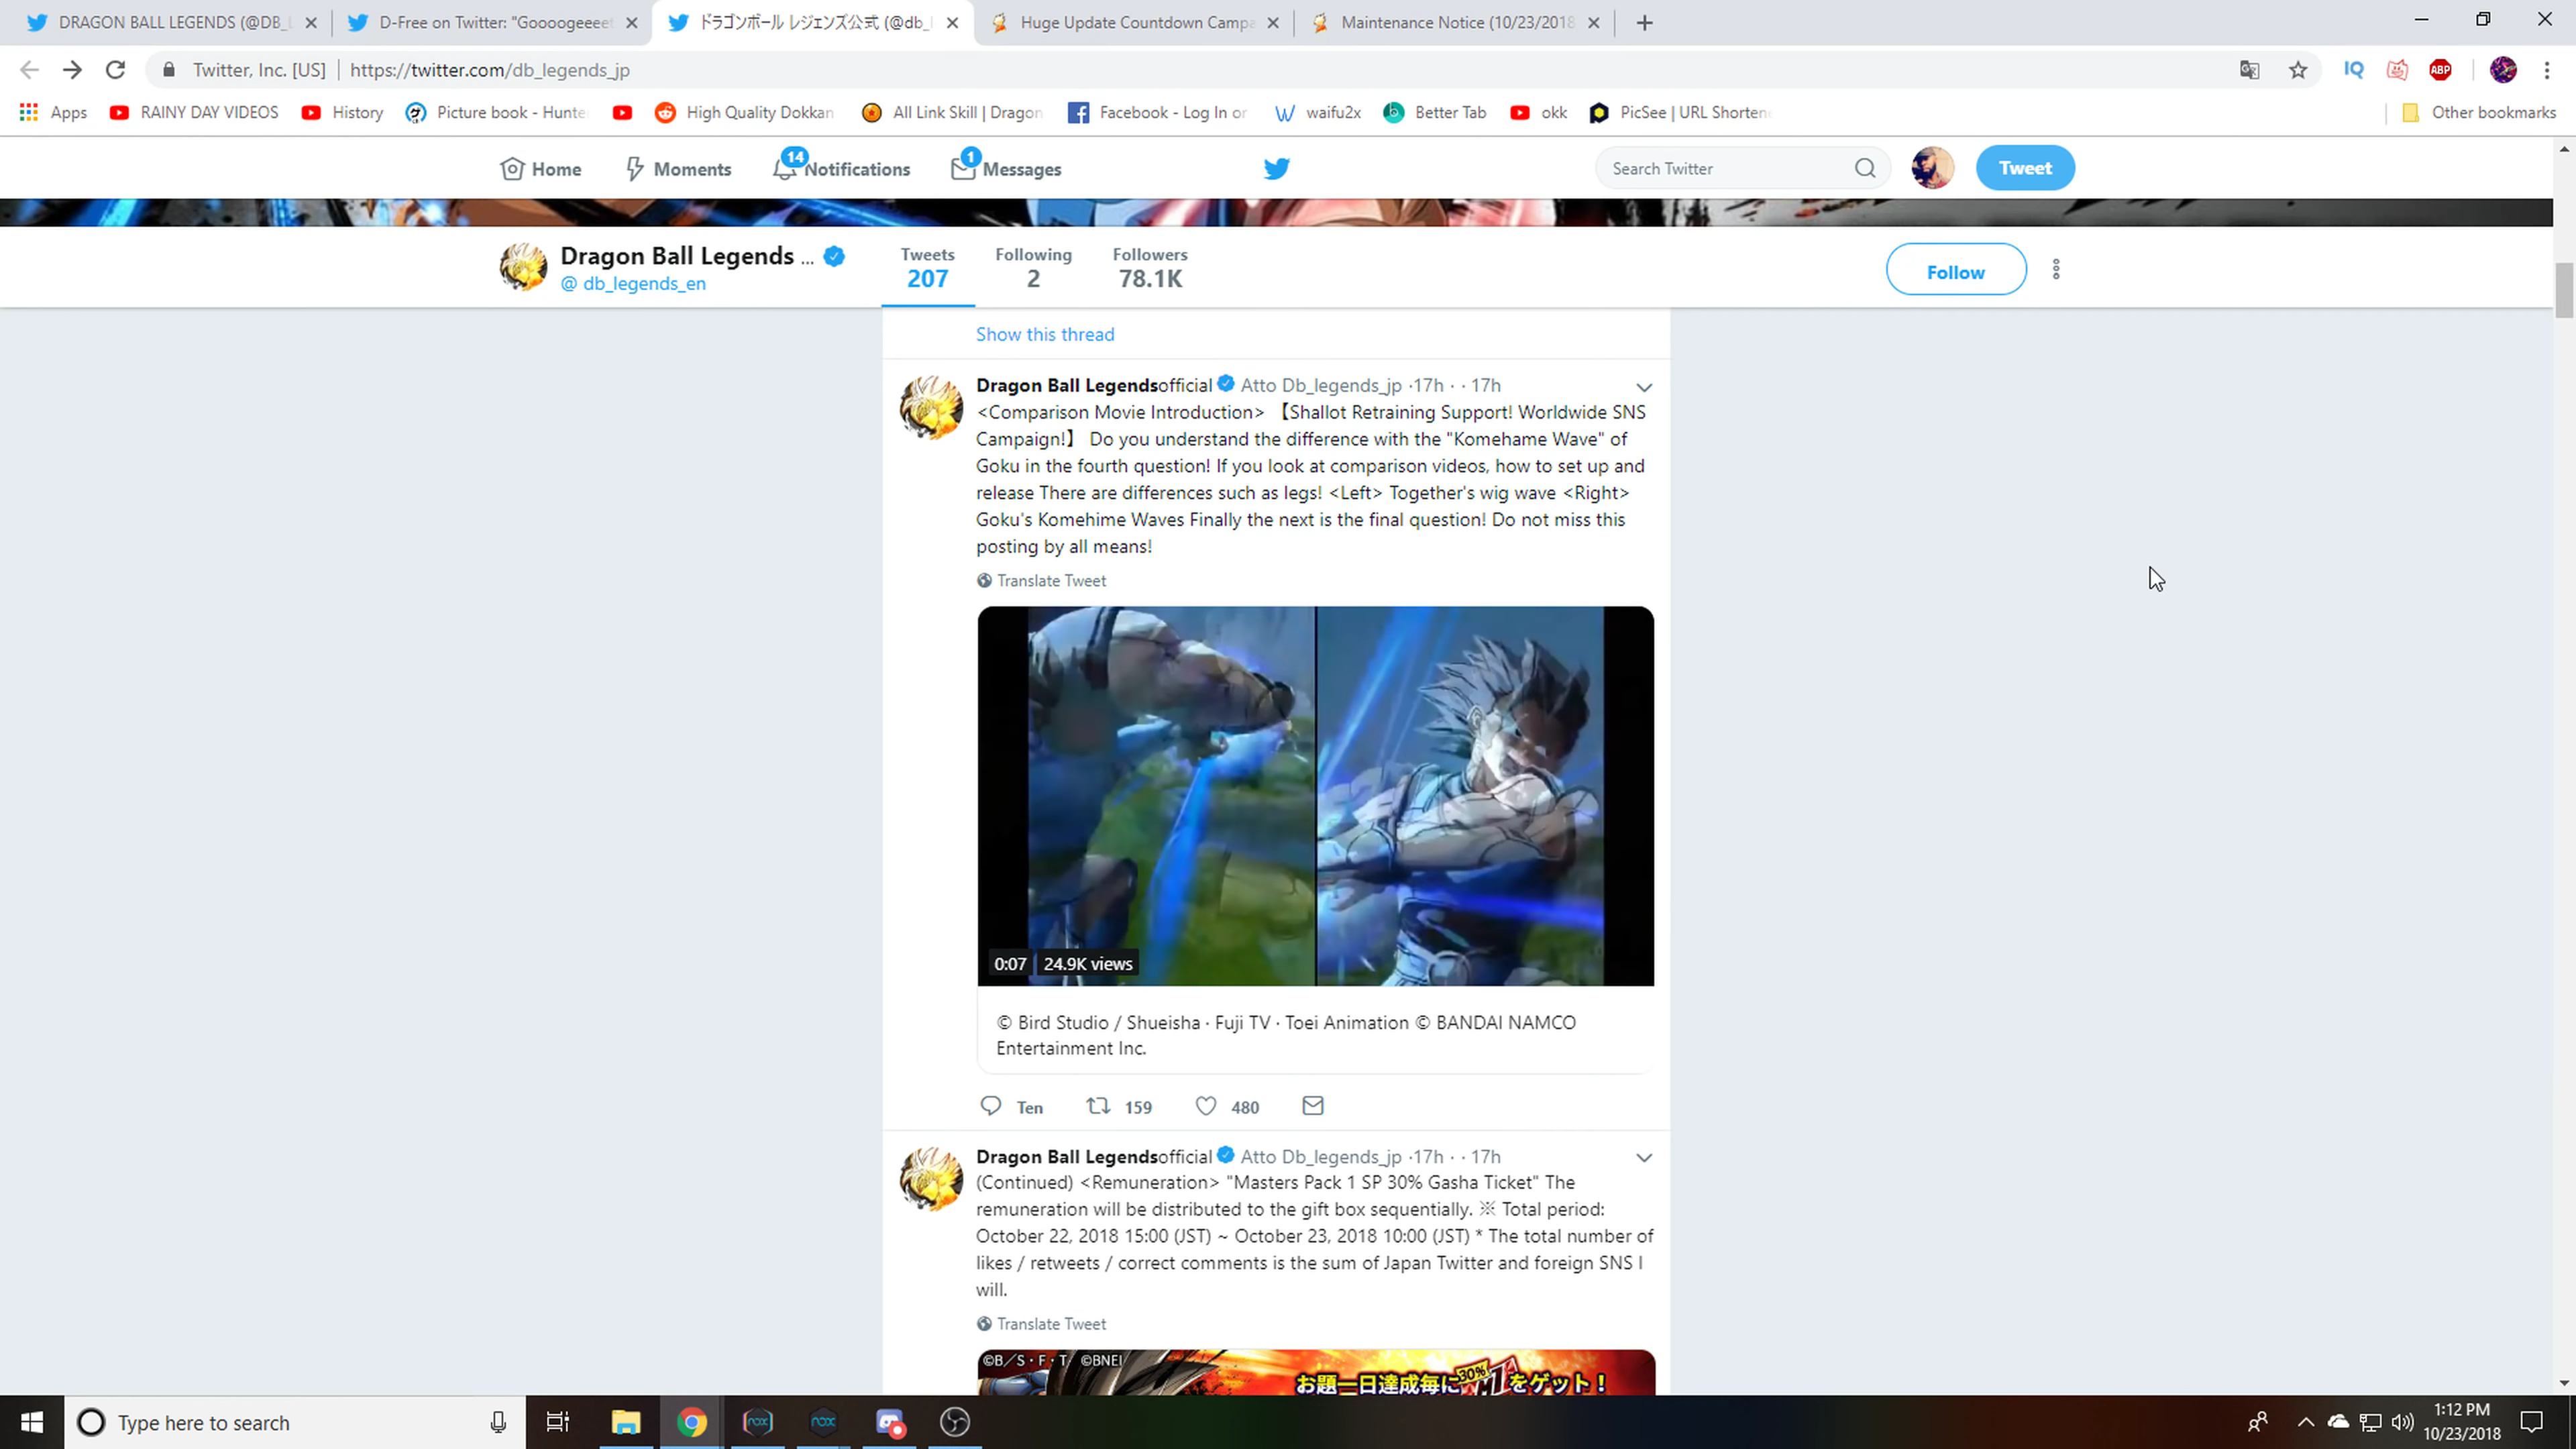 DRAGON BALL LEGENDS (@DB_L
D-Free on Twitter: "Goooogeeeet
ドラゴンボール レジェンズ公式 (@db_l
Huge Update Countdown Campa
Maintenance Notice (10/23/2018
Twitter, Inc. [US]
https://twitter.com/db_legends_jp
IQ
ABP
Apps
RAINY DAY VIDEOS
History
Picture book - Hunte
High Quality Dokkan
All Link Skill | Dragon
Facebook - Log In or
waifu2x
Better Tab
okk
PicSee | URL Shorten
Other bookmarks
Home
Moments
14
Notifications
1
Messages
Search Twitter
Tweet
Dragon Ball Legends ...
@ db_legends_en
Tweets
207
Following
2
Followers
78.1K
Follow
Show this thread
Dragon Ball Legendsofficial Atto Db_legends_jp ·17h · · 17h
<Comparison Movie Introduction> 【Shallot Retraining Support! Worldwide SNS
Campaign!】 Do you understand the difference with the "Komehame Wave" of
Goku in the fourth question! If you look at comparison videos, how to set up and
release There are differences such as legs! <Left> Together's wig wave <Right>
Goku's Komehime Waves Finally the next is the final question! Do not miss this
posting by all means!
Translate Tweet
0:07
24.9K views
© Bird Studio / Shueisha · Fuji TV · Toei Animation © BANDAI NAMCO
Entertainment Inc.
Ten
159
480
Dragon Ball Legendsofficial Atto Db_legends_jp ·17h · · 17h
(Continued) <Remuneration> "Masters Pack 1 SP 30% Gasha Ticket" The
remuneration will be distributed to the gift box sequentially. ※ Total period:
October 22, 2018 15:00 (JST) ~ October 23, 2018 10:00 (JST) * The total number of
likes / retweets / correct comments is the sum of Japan Twitter and foreign SNS I
will.
Translate Tweet
©B／S・F・T ©BNEI
お題一日達成毎に 30% をゲット！
Type here to search
nox
nox
1:12 PM
10/23/2018